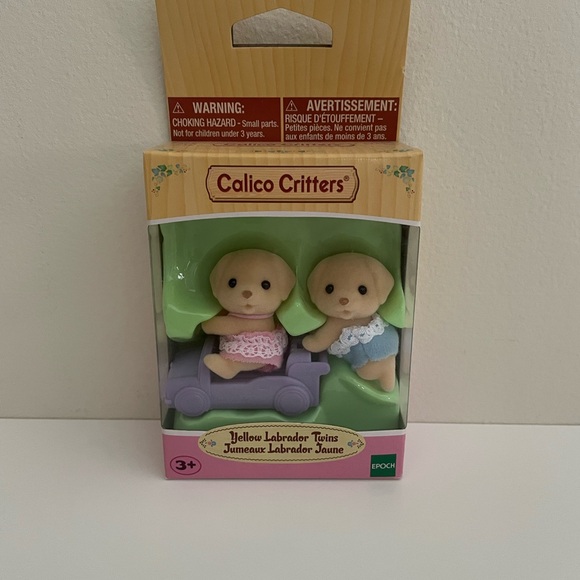 ⚠ WARNING:
CHOKING HAZARD - Small parts.
Not for children under 3 years.
⚠ AVERTISSEMENT:
RISQUE D'ÉTOUFFEMENT –
Petites pièces. Ne convient pas
aux enfants de moins de 3 ans.
Calico Critters®
Yellow Labrador Twins
Jumeaux Labrador Jaune
3+
EPOCH